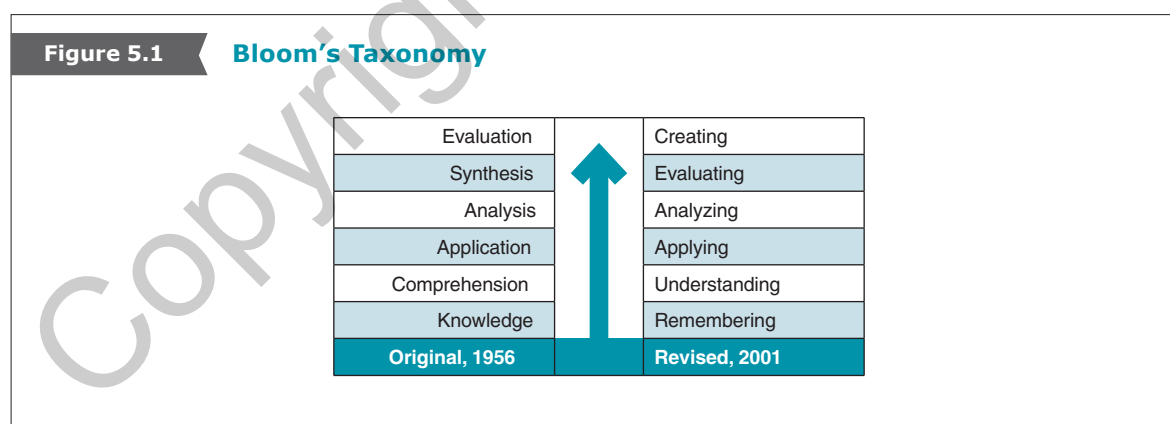 Figure 5.1 Bloom's Taxonomy
Evaluation Creating
Synthesis Evaluating
Analysis Analyzing
Application Applying
Comprehension Understanding
Knowledge Remembering
Original, 1956 Revised, 2001
Copyrig